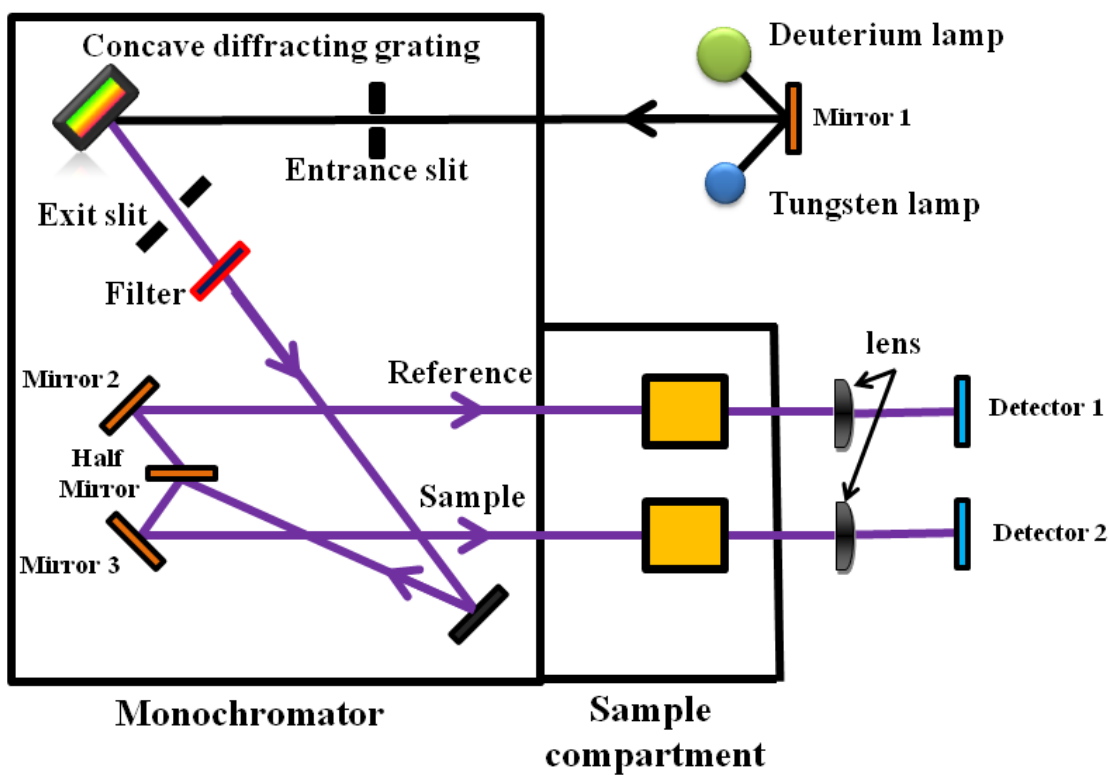 Concave diffracting grating
Deuterium lamp
Mirror 1
Entrance slit
Tungsten lamp
Exit slit
Filter
lens
Mirror 2
Reference
Detector 1
Half
Mirror
Sample
Detector 2
Mirror 3
Monochromator
Sample
compartment